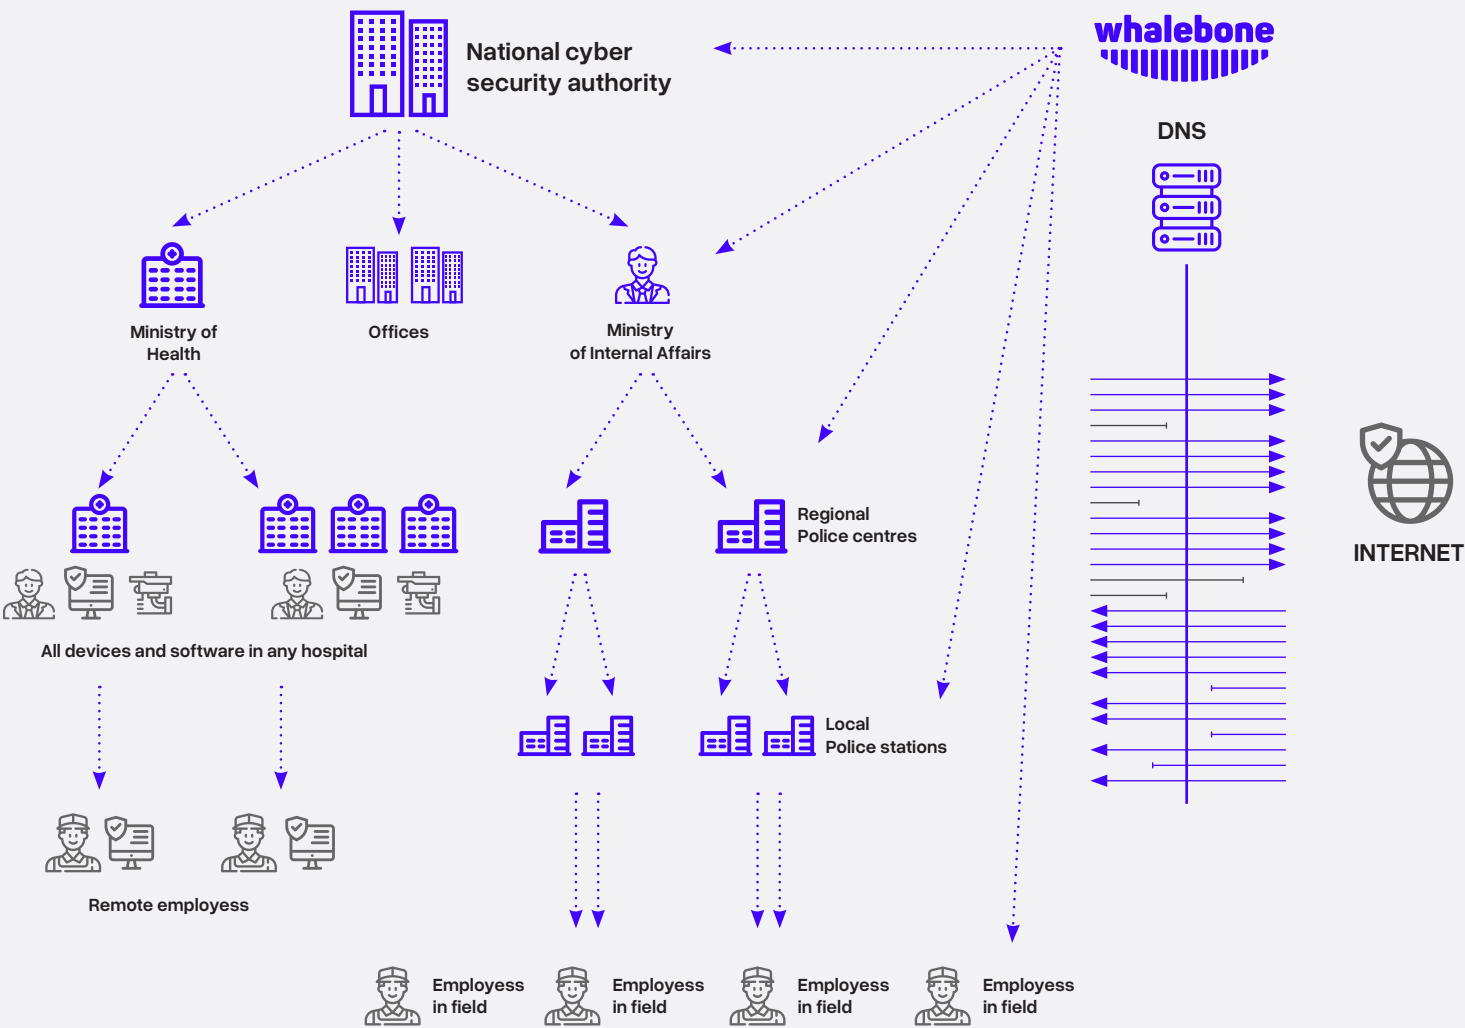 National cyber
security authority
whalebone
DNS
Ministry of
Health
Offices
Ministry
of Internal Affairs
Regional
Police centres
INTERNET
All devices and software in any hospital
Local
Police stations
Remote employess
Employess
in field
Employess
in field
Employess
in field
Employess
in field